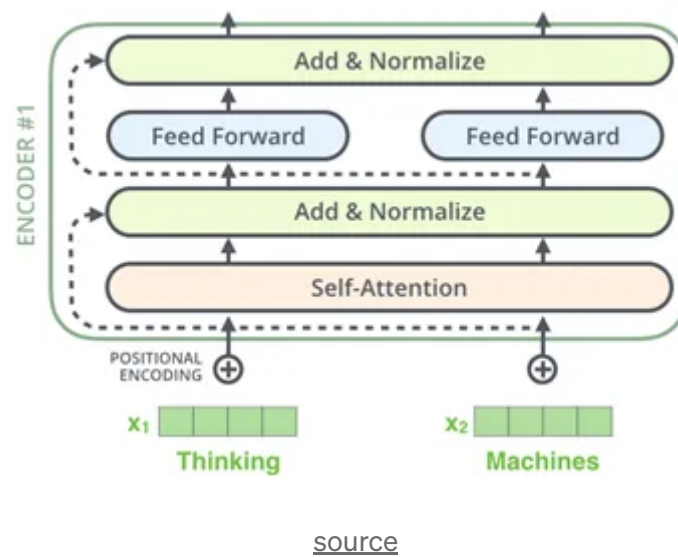 Add & Normalize
Feed Forward Feed Forward
ENCODER #1
Add & Normalize
Self-Attention
POSITIONAL
ENCODING
x₁ x₂
Thinking Machines
source